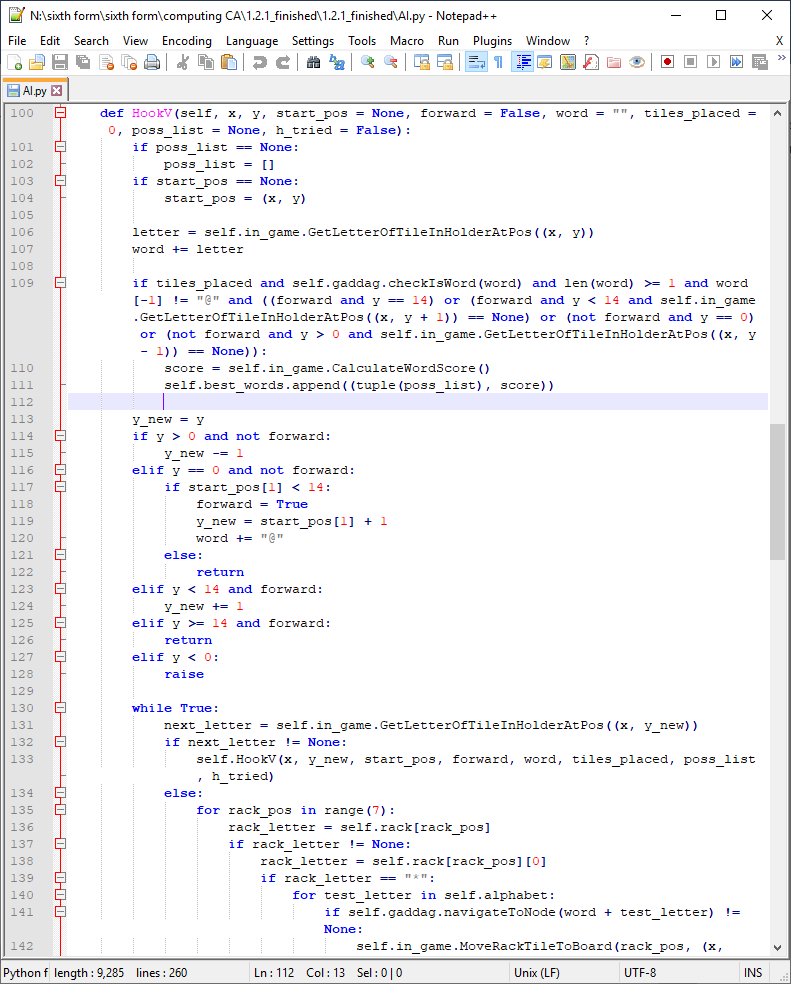 N:\sixth form\sixth form\computing CA\1.2.1_finished\1.2.1_finished\AI.py - Notepad++
File Edit Search View Encoding Language Settings Tools Macro Run Plugins Window ? X
AI.py
100 def HookV(self, x, y, start_pos = None, forward = False, word = "", tiles_placed =
0, poss_list = None, h_tried = False):
101 if poss_list == None:
102 poss_list = []
103 if start_pos == None:
104 start_pos = (x, y)
105
106 letter = self.in_game.GetLetterOfTileInHolderAtPos((x, y))
107 word += letter
108
109 if tiles_placed and self.gaddag.checkIsWord(word) and len(word) >= 1 and word
[-1] != "@" and ((forward and y == 14) or (forward and y < 14 and self.in_game
.GetLetterOfTileInHolderAtPos((x, y + 1)) == None) or (not forward and y == 0)
or (not forward and y > 0 and self.in_game.GetLetterOfTileInHolderAtPos((x, y
- 1)) == None)):
110 score = self.in_game.CalculateWordScore()
111 self.best_words.append((tuple(poss_list), score))
112
113 y_new = y
114 if y > 0 and not forward:
115 y_new -= 1
116 elif y == 0 and not forward:
117 if start_pos[1] < 14:
118 forward = True
119 y_new = start_pos[1] + 1
120 word += "@"
121 else:
122 return
123 elif y < 14 and forward:
124 y_new += 1
125 elif y >= 14 and forward:
126 return
127 elif y < 0:
128 raise
129
130 while True:
131 next_letter = self.in_game.GetLetterOfTileInHolderAtPos((x, y_new))
132 if next_letter != None:
133 self.HookV(x, y_new, start_pos, forward, word, tiles_placed, poss_list
, h_tried)
134 else:
135 for rack_pos in range(7):
136 rack_letter = self.rack[rack_pos]
137 if rack_letter != None:
138 rack_letter = self.rack[rack_pos][0]
139 if rack_letter == "*":
140 for test_letter in self.alphabet:
141 if self.gaddag.navigateToNode(word + test_letter) !=
None:
142 self.in_game.MoveRackTileToBoard(rack_pos, (x,
Python f length : 9,285 lines : 260 Ln : 112 Col : 13 Sel : 0 | 0 Unix (LF) UTF-8 INS